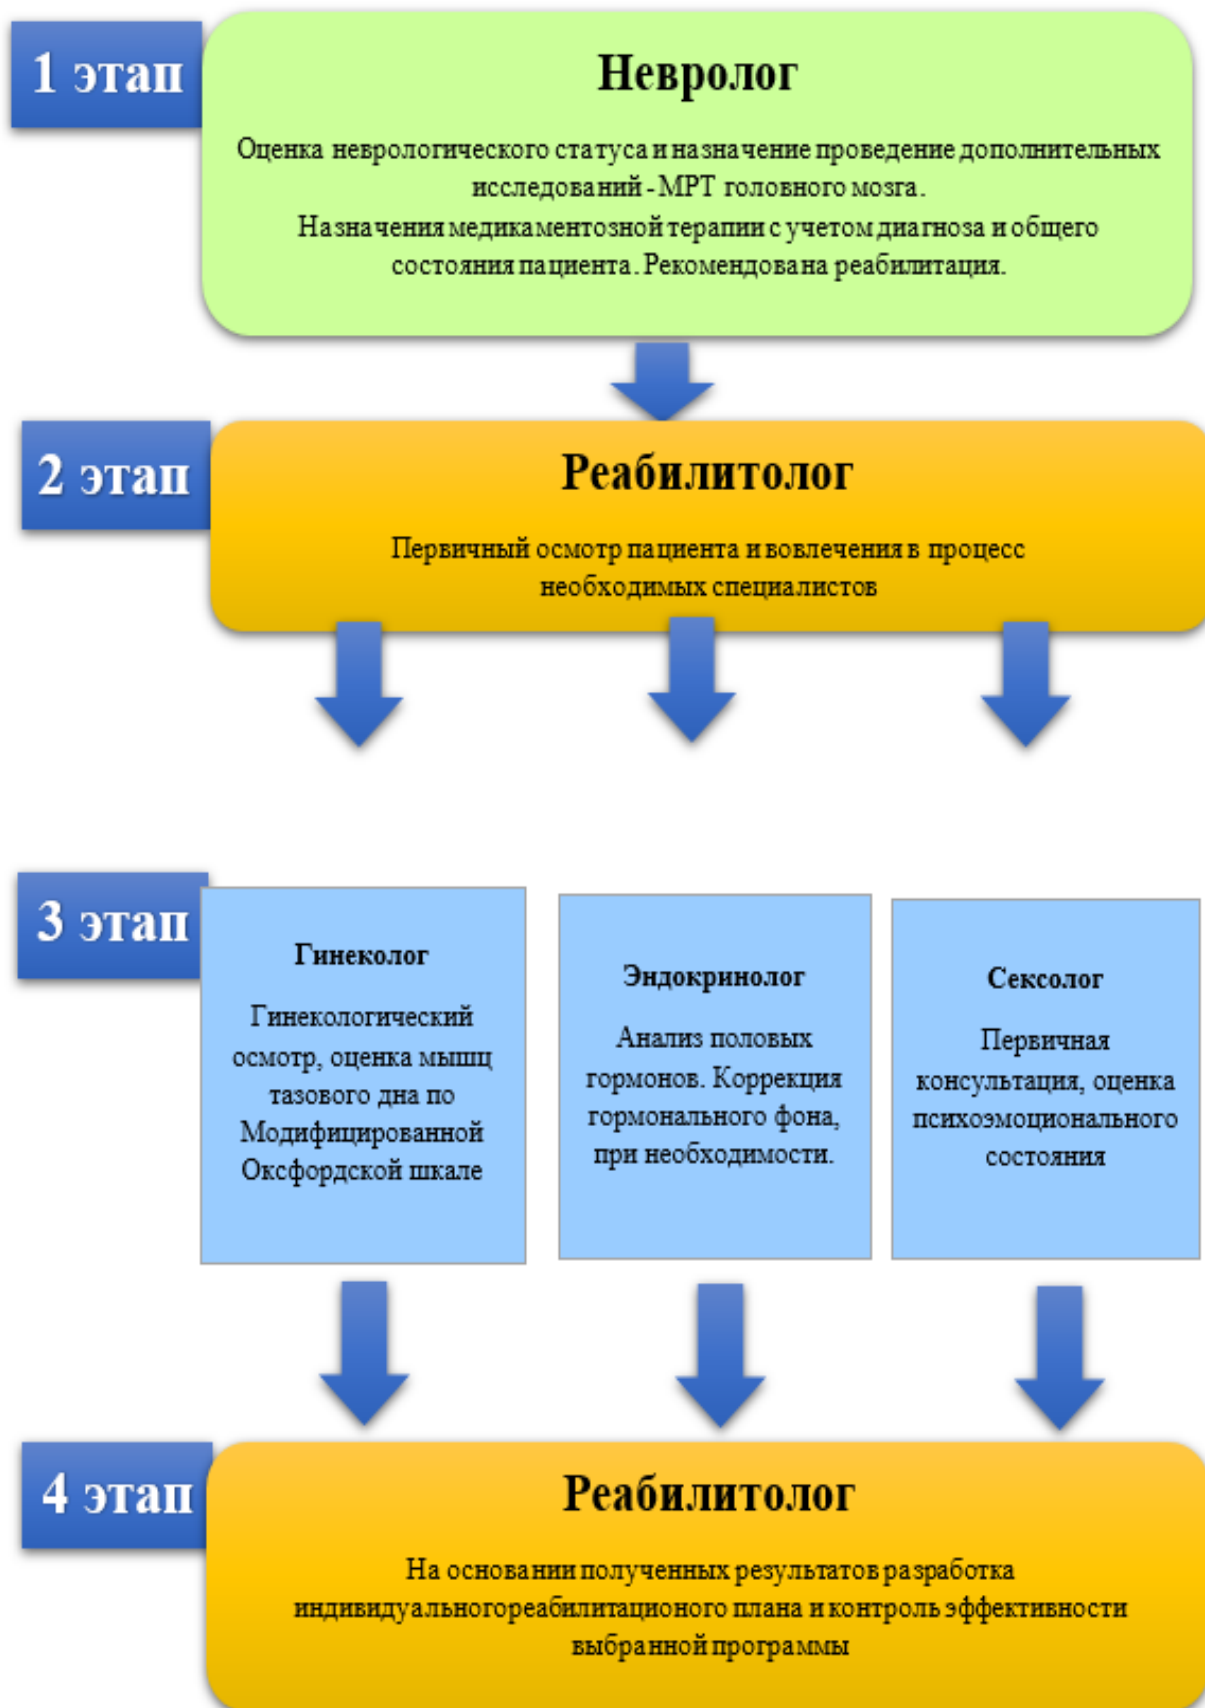 1 этап
Невролог
Оценка неврологического статуса и назначение проведение дополнительных
исследований - МРТ головного мозга.
Назначения медикаментозной терапии с учетом диагноза и общего
состояния пациента. Рекомендована реабилитация.
2 этап
Реабилитолог
Первичный осмотр пациента и вовлечения в процесс
необходимых специалистов
3 этап
Гинеколог
Гинекологический
осмотр, оценка мышц
тазового дна по
Модифицированной
Оксфордской шкале
Эндокринолог
Анализ половых
гормонов. Коррекция
гормонального фона,
при необходимости.
Сексолог
Первичная
консультация, оценка
психоэмоционального
состояния
4 этап
Реабилитолог
На основании полученных результатов разработка
индивидуальногореабилитационого плана и контроль эффективности
выбранной программы